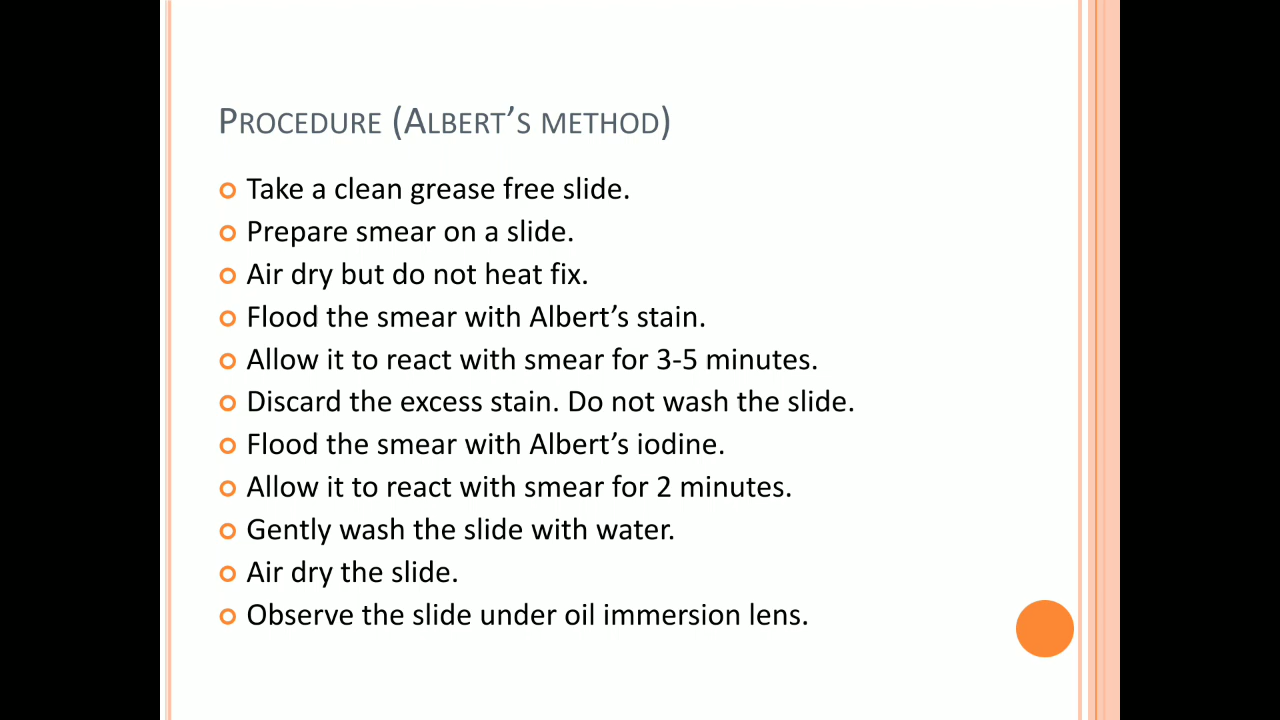 Procedure (Albert’s method)
Take a clean grease free slide.
Prepare smear on a slide.
Air dry but do not heat fix.
Flood the smear with Albert’s stain.
Allow it to react with smear for 3-5 minutes.
Discard the excess stain. Do not wash the slide.
Flood the smear with Albert’s iodine.
Allow it to react with smear for 2 minutes.
Gently wash the slide with water.
Air dry the slide.
Observe the slide under oil immersion lens.